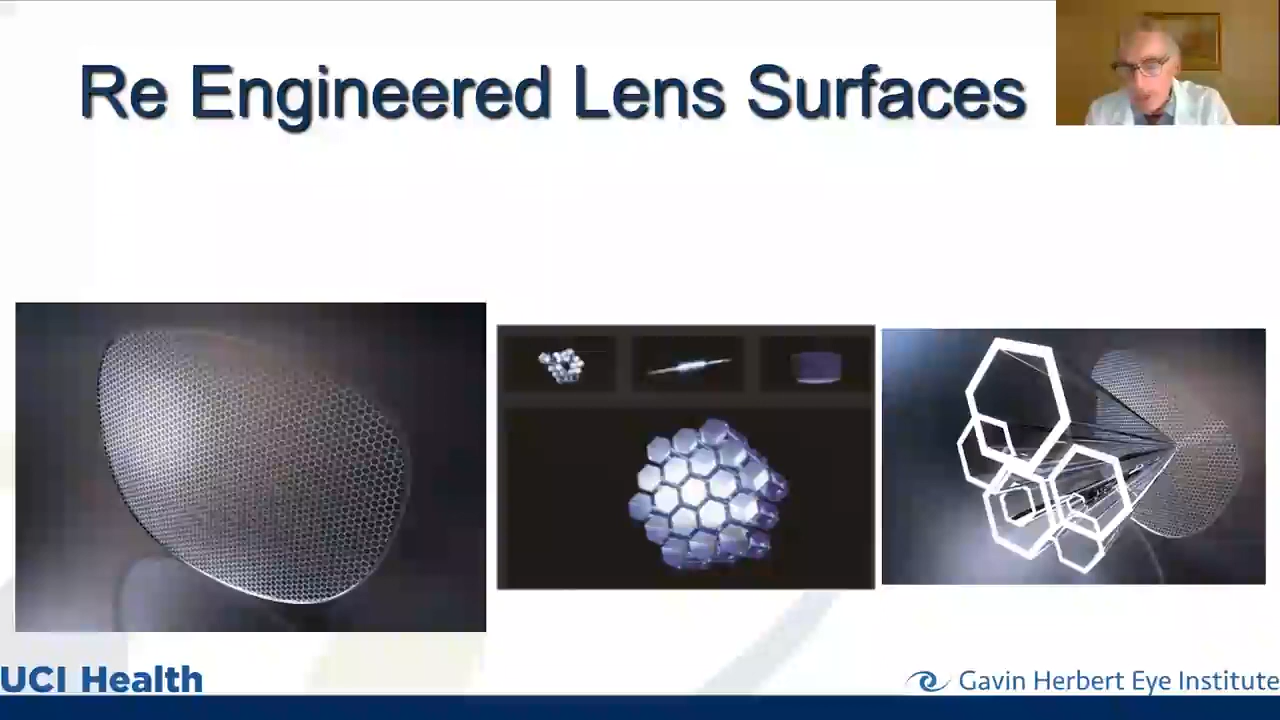 Re Engineered Lens Surfaces
UCI Health
Gavin Herbert Eye Institute